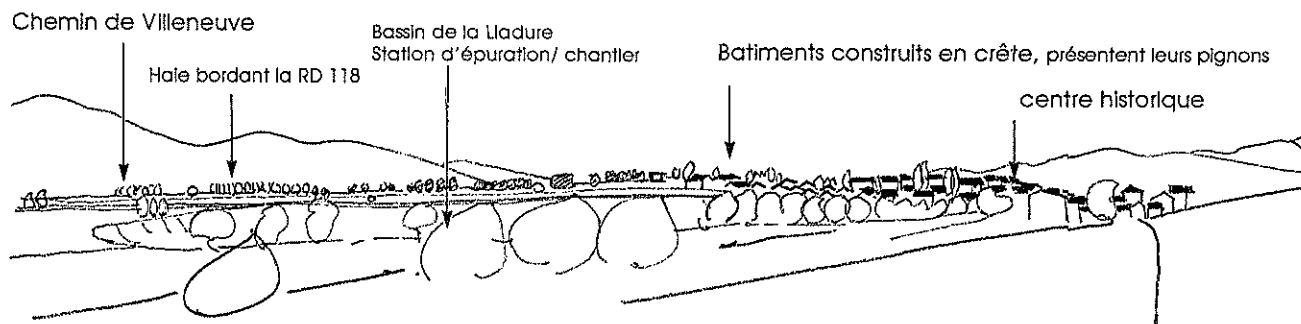 Chemin de Villeneuve
Haie bordant la RD 118
Bassin de la Lladure
Station d'épuration/ chantier
Batiments construits en crête, présentent leurs pignons
centre historique